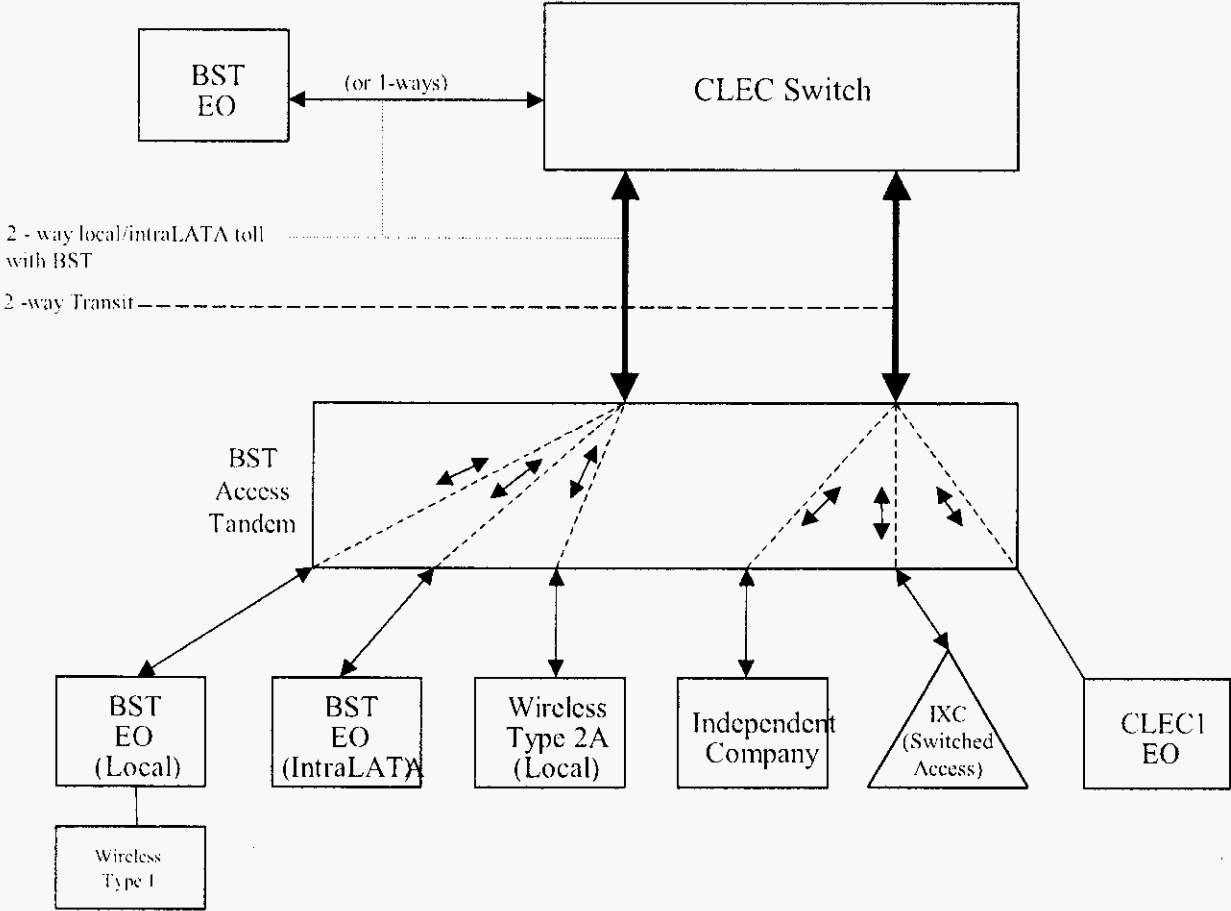 BST
EO
(or 1-ways)
CLEC Switch
2 - way local/intraLATA toll
with BST
2 -way Transit
BST
Access
Tandem
BST
EO
(Local)
BST
EO
(IntraLATA)
Wireless
Type 2A
(Local)
Independent
Company
IXC
(Switched
Access)
CLEC1
EO
Wireless
Type 1